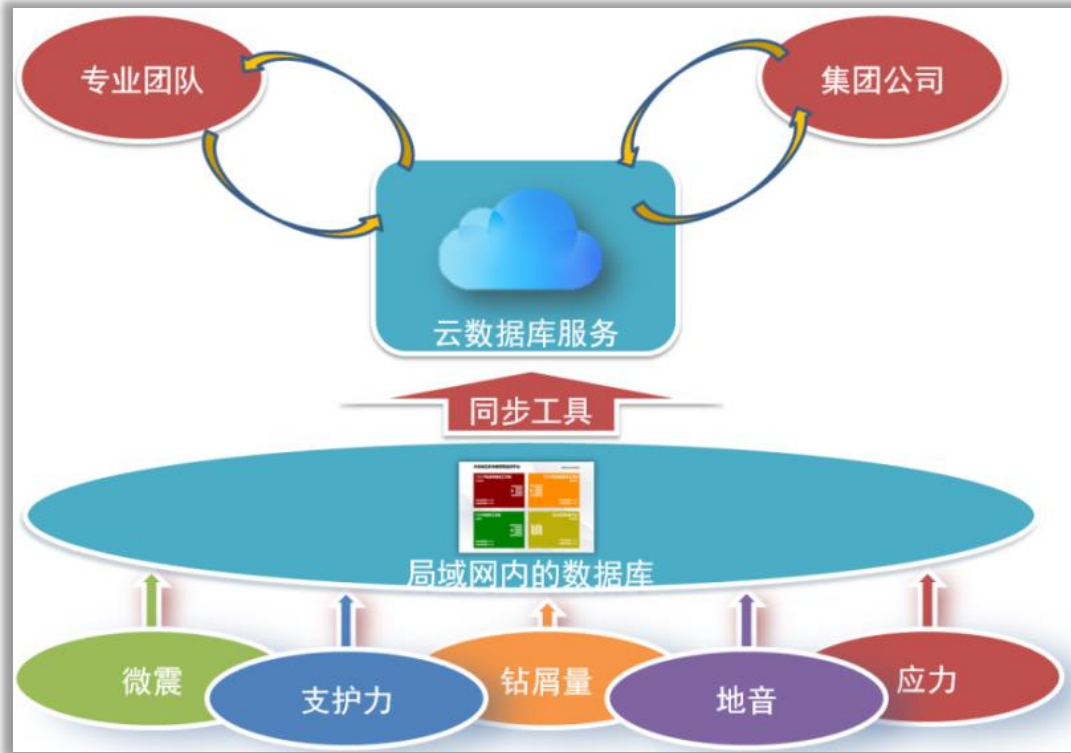 专业团队
集团公司
云数据库服务
同步工具
局域网内的数据库
微震
支护力
钻屑量
地音
应力